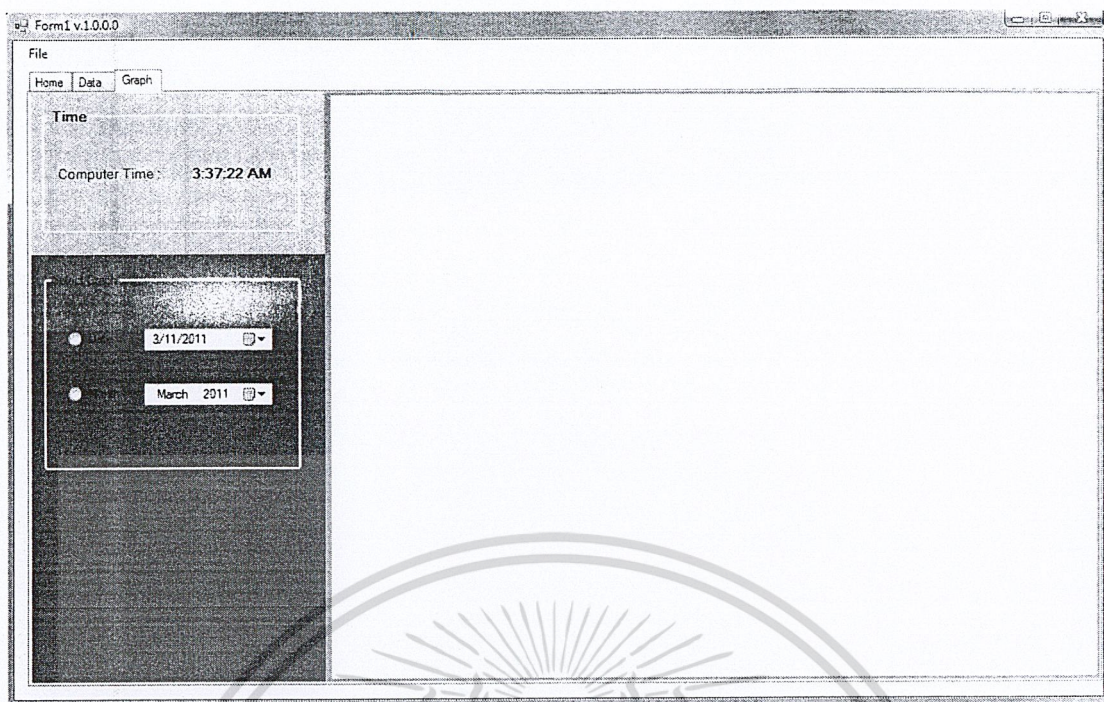 Form1 v.1.0.0.0
File
Home Data Graph
Time
Computer Time : 3:37:22 AM
3/11/2011
March 2011